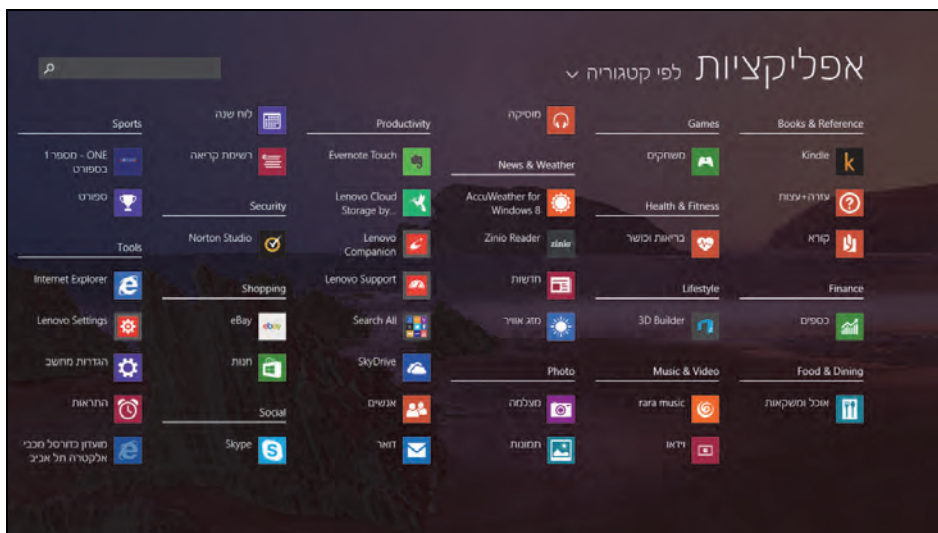 אפליקציות לפי קטגוריה
Books & Reference
Kindle
עזרה+עצות
קורא
Finance
כספים
Food & Dining
אוכל ומשקאות
Games
משחקים
Health & Fitness
בריאות וכושר
Lifestyle
3D Builder
Music & Video
rara music
וידאו
מוסיקה
News & Weather
AccuWeather for
Windows 8
Zinio Reader
zinio
חדשות
מזג אוויר
Photo
מצלמה
תמונות
Productivity
Evernote Touch
Lenovo Cloud
Storage by...
Lenovo
Companion
Lenovo Support
Search All
SkyDrive
אנשים
דואר
לוח שנה
רשימת קריאה
Security
Norton Studio
Shopping
eBay
ebay
חנות
Social
Skype
Sports
ONE - מספר 1
בספורט
ספורט
Tools
Internet Explorer
Lenovo Settings
הגדרות מחשב
התראות
מועדון כדורסל מכבי
אלקטרה תל אביב